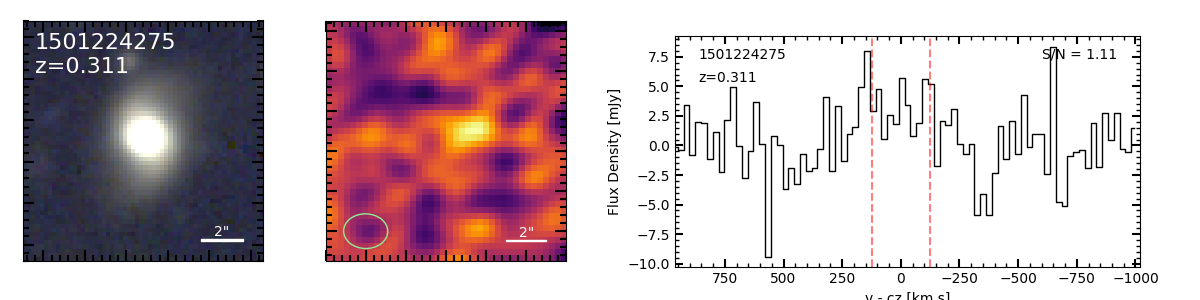 1501224275
z=0.311
2"
2"
1501224275
z=0.311
S/N = 1.11
Flux Density [mJy]
7.5
5.0
2.5
0.0
−2.5
−5.0
−7.5
−10.0
750 500 250 0 −250 −500 −750 −1000
v - cz [km s]